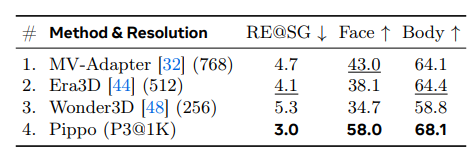 # Method & Resolution RE@SG ↓ Face ↑ Body ↑
1. MV-Adapter [32] (768) 4.7 43.0 64.1
2. Era3D [44] (512) 4.1 38.1 64.4
3. Wonder3D [48] (256) 5.3 34.7 58.8
4. Pippo (P3@1K) 3.0 58.0 68.1